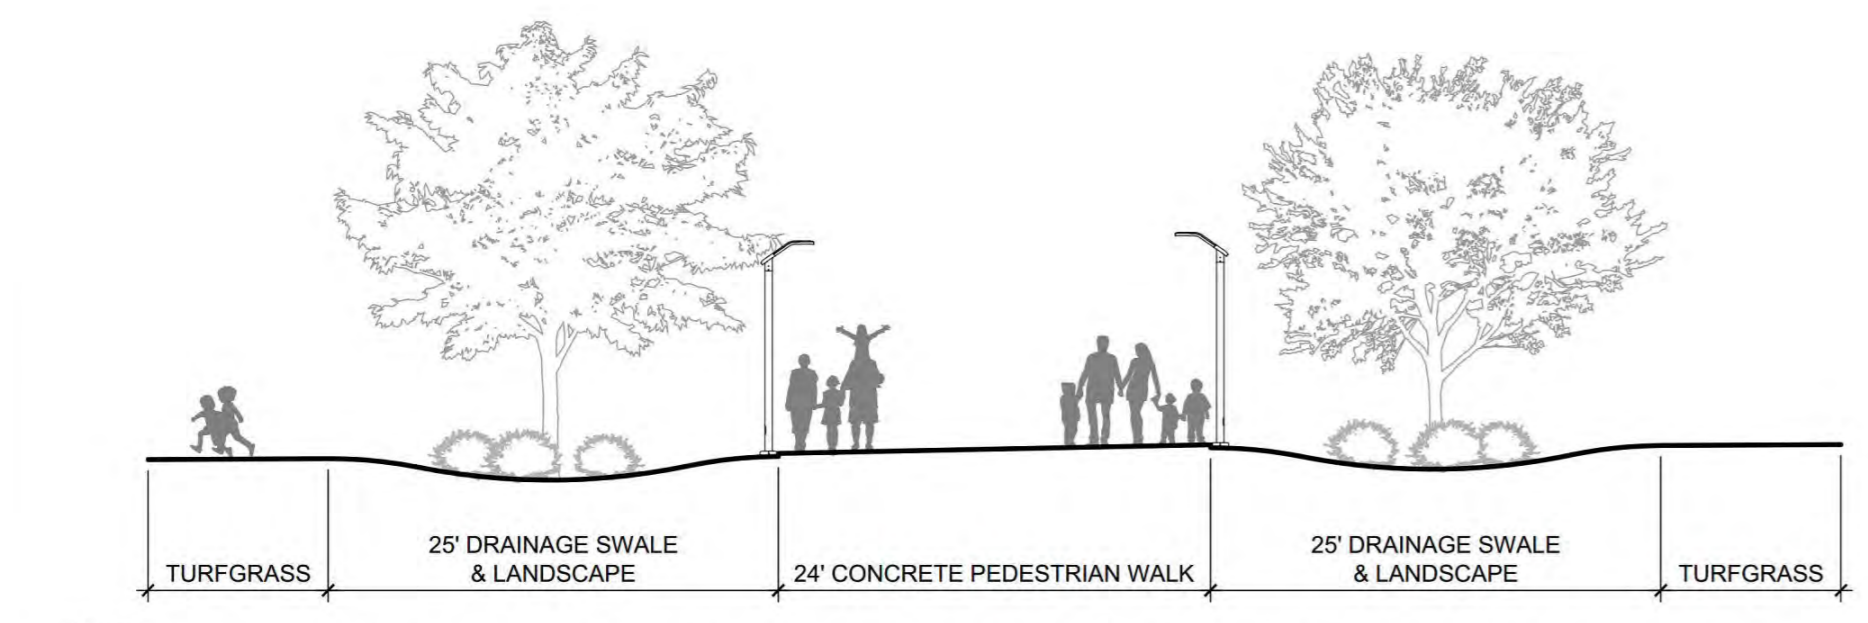 TURFGRASS
25' DRAINAGE SWALE
& LANDSCAPE
24' CONCRETE PEDESTRIAN WALK
25' DRAINAGE SWALE
& LANDSCAPE
TURFGRASS